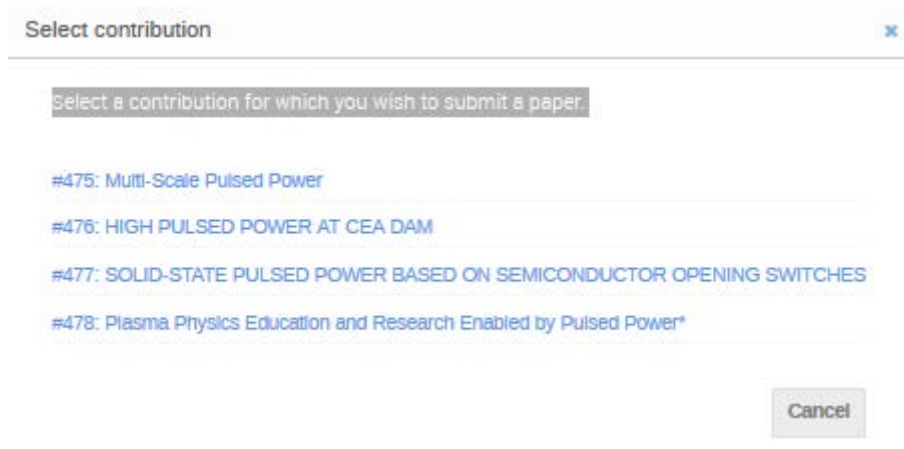 Select contribution
Select a contribution for which you wish to submit a paper.
#475: Multi-Scale Pulsed Power
#476: HIGH PULSED POWER AT CEA DAM
#477: SOLID-STATE PULSED POWER BASED ON SEMICONDUCTOR OPENING SWITCHES
#478: Plasma Physics Education and Research Enabled by Pulsed Power*
Cancel